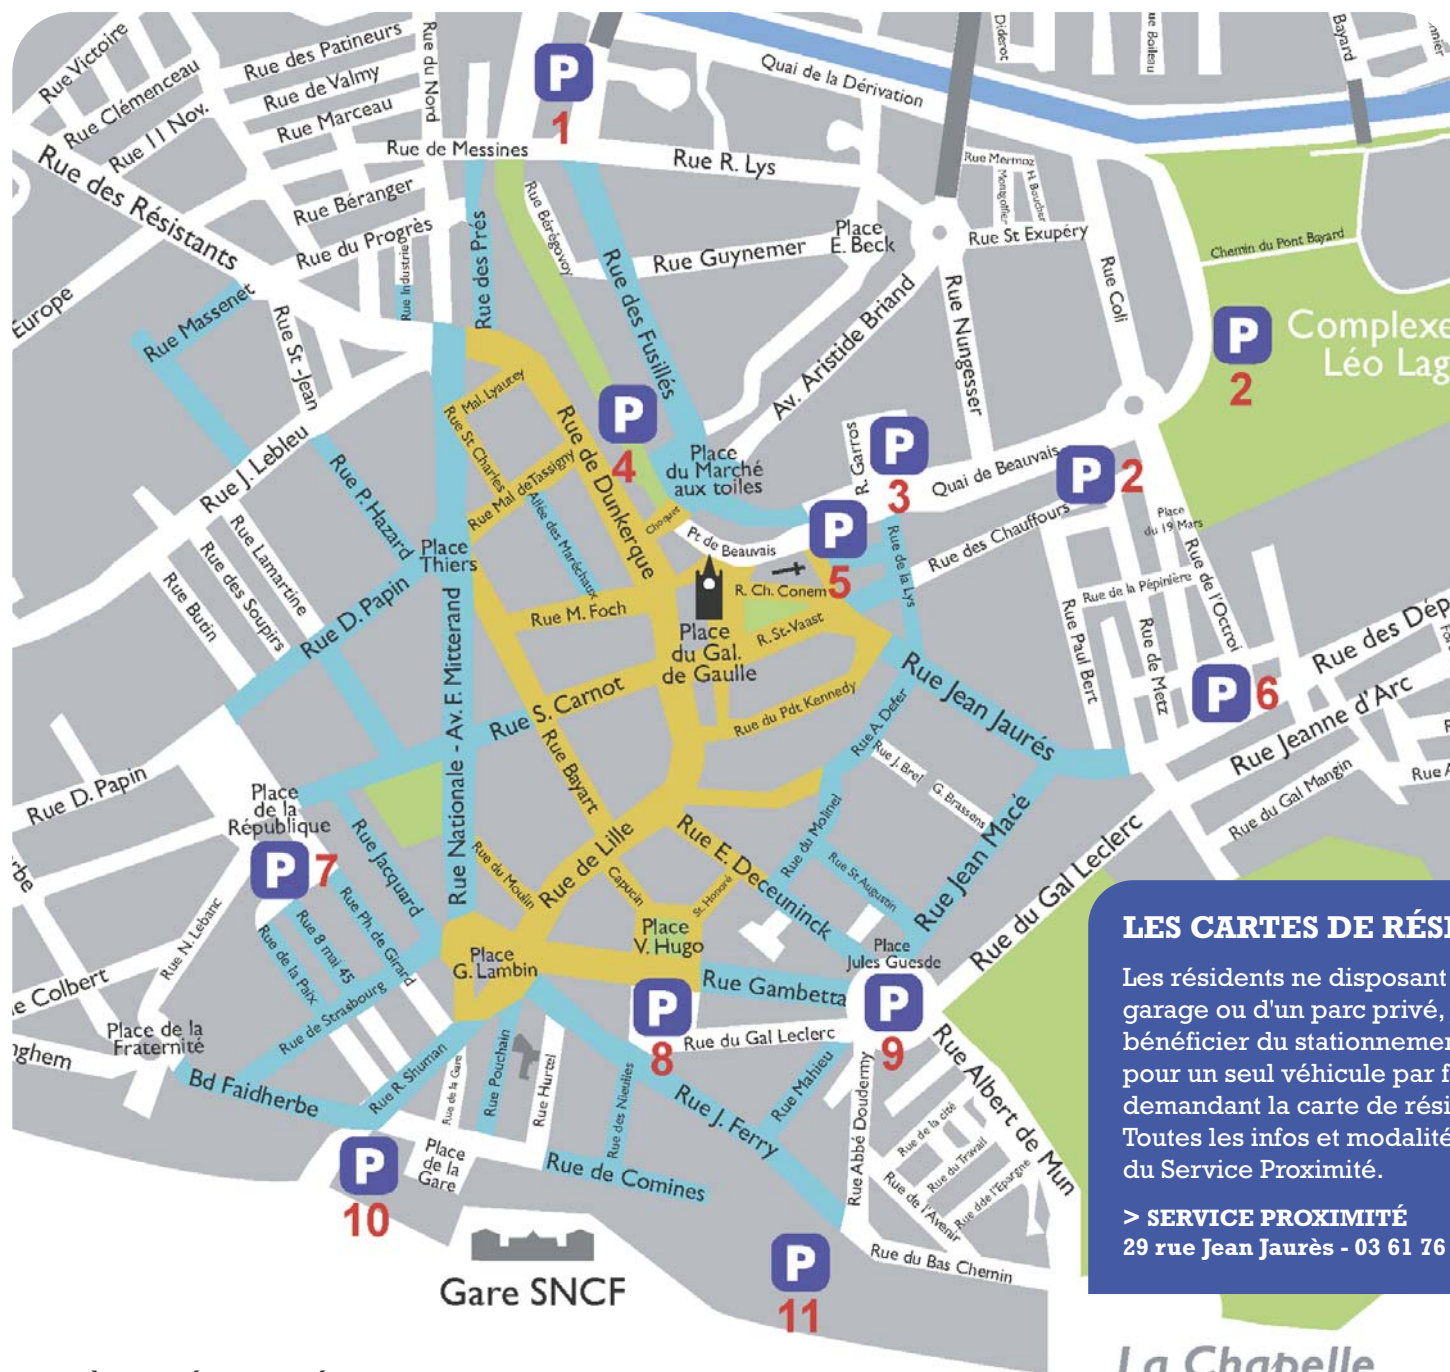 Rue Victoire
Rue Clémenceau
Rue 11 Nov.
Rue des Patineurs
Rue de Valmy
Rue Marceau
Rue du Nord
P
1
Quai de la Dérivation
Diderot
Bayard
Rue de Messines
Rue R. Lys
Rue des Résistants
Rue Béranger
Rue du Progrès
Rue Industrie
Rue des Prés
Rue Bérégovoy
Rue des Fusillés
Rue Guynemer
Place
E. Beck
Rue Mermoz
Montgolfier
H. Boucher
Rue St Exupéry
Rue Coli
Chemin du Pont Bayard
Europe
Rue Massenet
Rue St-Jean
Av. Aristide Briand
Rue Nungesser
P
2
Complexe
Léo Lag
Mal. Lyautey
Rue St Charles
Rue Mal de Tassigny
Rue de Dunkerque
P
4
Place
du Marché
aux toiles
R. Garros
P
3
Quai de Beauvais
P 2
Rue J. Lebleu
Rue P. Hazard
Place
Thiers
Allée des Maréchaux
Choquet
Pt de Beauvais
P
5
Rue de la Lys
Rue des Chauffours
Place
du 19 Mars
Rue de l'Octroi
Rue de la Pépinière
Rue Lamartine
Rue des Soupirs
Rue Butin
Rue D. Papin
Rue M. Foch
R. Ch. Conem
R. St-Vaast
Place
du Gal.
de Gaulle
Rue Paul Bert
Rue de Metz
P 6
Rue des Dép
Rue Jeanne d'Arc
Rue du Gal Mangin
Rue Nationale - Av. F. Mitterand
Rue S. Carnot
Rue Bayart
Rue du Pdt Kennedy
Rue A. Defer
Rue Jean Jaurés
Rue J. Brel
G. Brassens
Rue D. Papin
Place
de la
République
P 7
Rue Jacquard
Rue du Moulin
Rue de Lille
Capucin
St. Honoré
Rue E. Deceuninck
Rue du Molinel
Rue St Augustin
Rue Jean Macé
Rue du Gal Leclerc
Rue N. Lebanc
Rue Ph. de Girard
Rue 8 mai 45
Rue de la Paix
Rue de Strasbourg
Place
G. Lambin
Place
V. Hugo
Place
Jules Guesde
Rue Gambetta
P
8
Rue du Gal Leclerc
P
9
Colbert
Place de la
Fraternité
Bd Faidherbe
Rue R. Shuman
Rue de la Gare
Rue Pouchain
Rue Hurtel
Rue des Nieulles
Rue J. Ferry
Rue Mahieu
Rue Abbé Doudermy
Rue Albert de Mun
Rue de la cité
Rue du Travail
Rue dde l'Epargne
Rue de l'Avenir
P
10
Place
de la
Gare
Rue de Comines
Gare SNCF
P
11
Rue du Bas Chemin
LES CARTES DE RÉSI
Les résidents ne disposant
garage ou d'un parc privé,
bénéficier du stationnemen
pour un seul véhicule par f
demandant la carte de rési
Toutes les infos et modalité
du Service Proximité.
> SERVICE PROXIMITÉ
29 rue Jean Jaurès - 03 61 76
La Chapelle